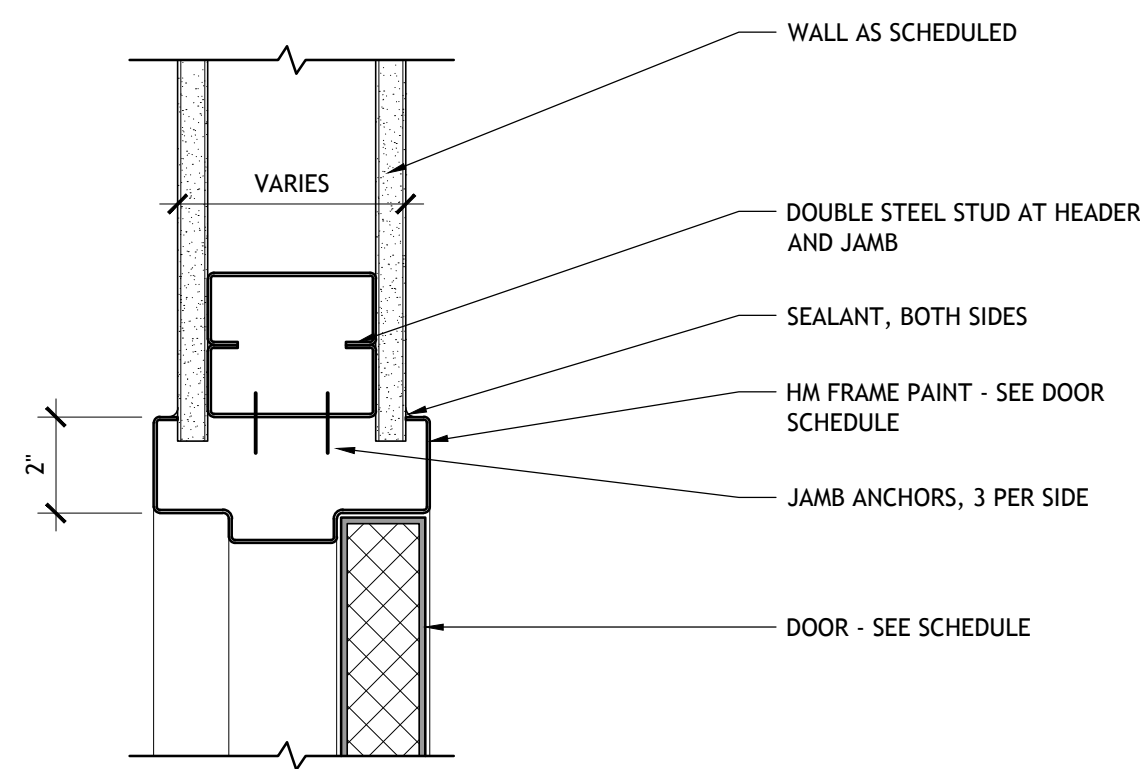 WALL AS SCHEDULED
VARIES
DOUBLE STEEL STUD AT HEADER
AND JAMB
SEALANT, BOTH SIDES
HM FRAME PAINT - SEE DOOR
SCHEDULE
2"
JAMB ANCHORS, 3 PER SIDE
DOOR - SEE SCHEDULE